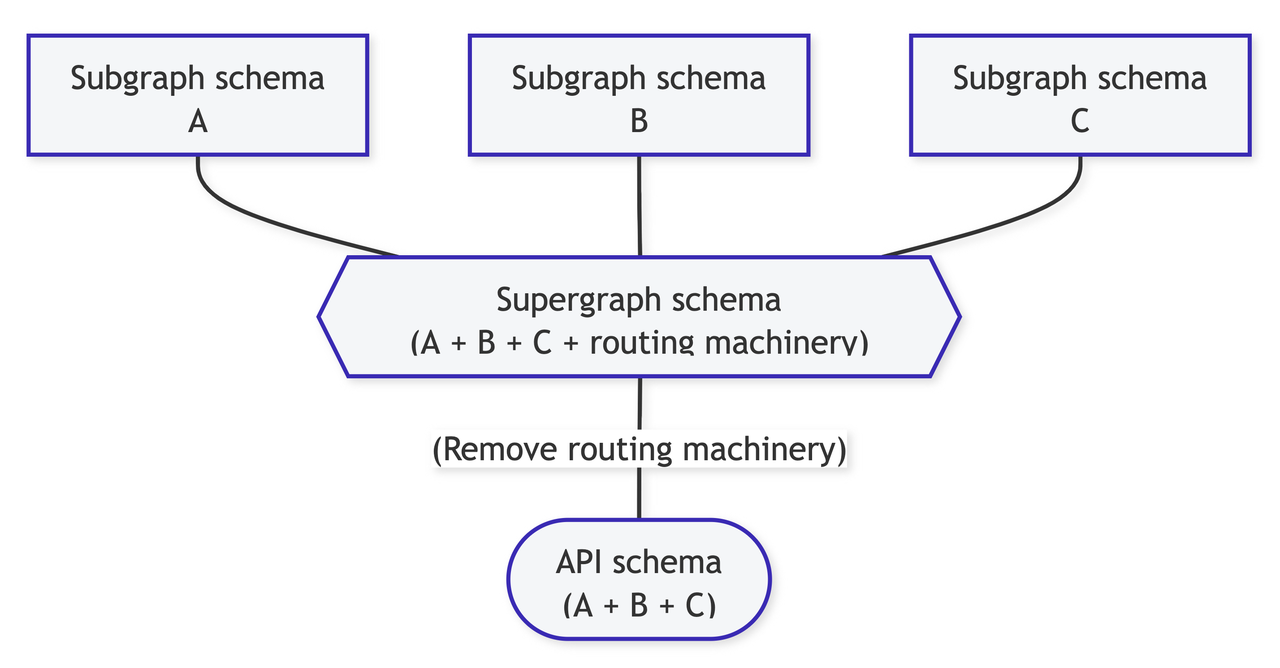 Subgraph schema
A
Subgraph schema
B
Subgraph schema
C
Supergraph schema
(A + B + C + routing machinery)
(Remove routing machinery)
API schema
(A + B + C)